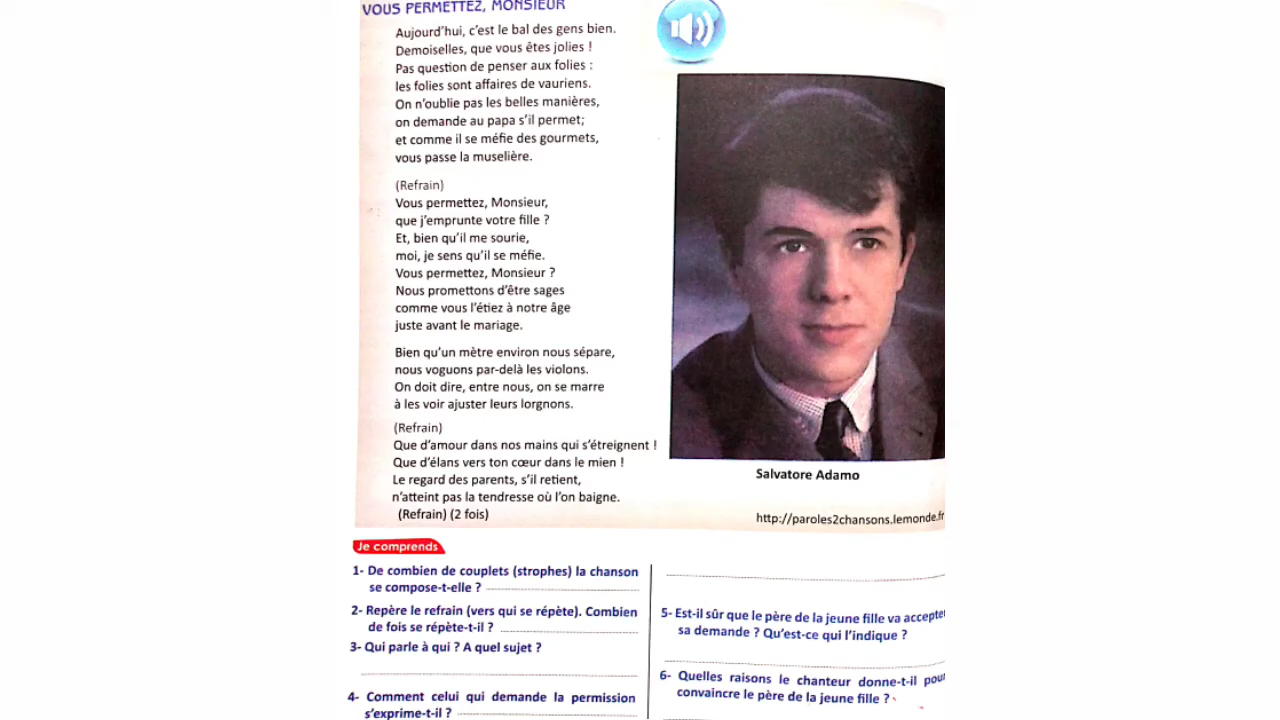 VOUS PERMETTEZ, MONSIEUR
Aujourd'hui, c'est le bal des gens bien.
Demoiselles, que vous êtes jolies !
Pas question de penser aux folies :
les folies sont affaires de vauriens.
On n'oublie pas les belles manières,
on demande au papa s'il permet;
et comme il se méfie des gourmets,
vous passe la muselière.
(Refrain)
Vous permettez, Monsieur,
que j'emprunte votre fille ?
Et, bien qu'il me sourie,
moi, je sens qu'il se méfie.
Vous permettez, Monsieur ?
Nous promettons d'être sages
comme vous l'étiez à notre âge
juste avant le mariage.
Bien qu'un mètre environ nous sépare,
nous voguons par-delà les violons.
On doit dire, entre nous, on se marre
à les voir ajuster leurs lorgnons.
(Refrain)
Que d'amour dans nos mains qui s'étreignent !
Que d'élans vers ton cœur dans le mien !
Le regard des parents, s'il retient,
n'atteint pas la tendresse où l'on baigne.
(Refrain) (2 fois)
Salvatore Adamo
http://paroles2chansons.lemonde.fr
Je comprends
1- De combien de couplets (strophes) la chanson
se compose-t-elle ?
2- Repère le refrain (vers qui se répète). Combien
de fois se répète-t-il ?
3- Qui parle à qui ? A quel sujet ?
4- Comment celui qui demande la permission
s'exprime-t-il ?
5- Est-il sûr que le père de la jeune fille va accepter
sa demande ? Qu'est-ce qui l'indique ?
6- Quelles raisons le chanteur donne-t-il pour
convaincre le père de la jeune fille ?